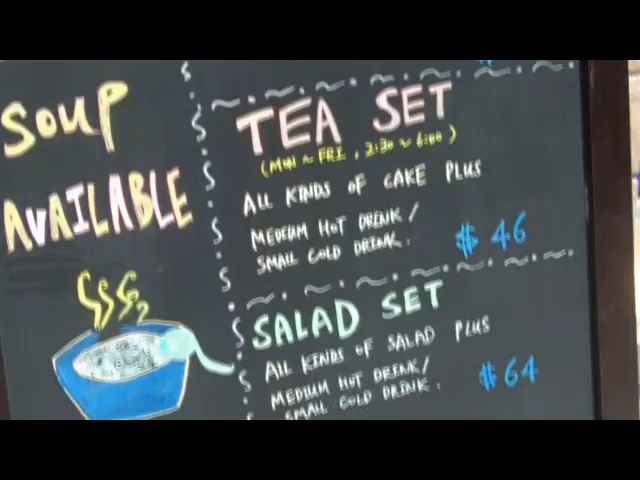 SOUP
AVAILABLE
TEA SET
(MON ~ FRI, 2:30 ~ 6:00)
ALL KINDS OF CAKE PLUS
MEDIUM HOT DRINK/
SMALL COLD DRINK.
$46
SALAD SET
ALL KINDS OF SALAD PLUS
MEDIUM HOT DRINK/
SMALL COLD DRINK.
$64